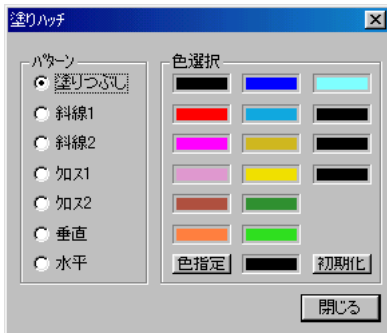 塗りハッチ
パターン
塗りつぶし
斜線1
斜線2
クロス1
クロス2
垂直
水平
色選択
色指定
初期化
閉じる